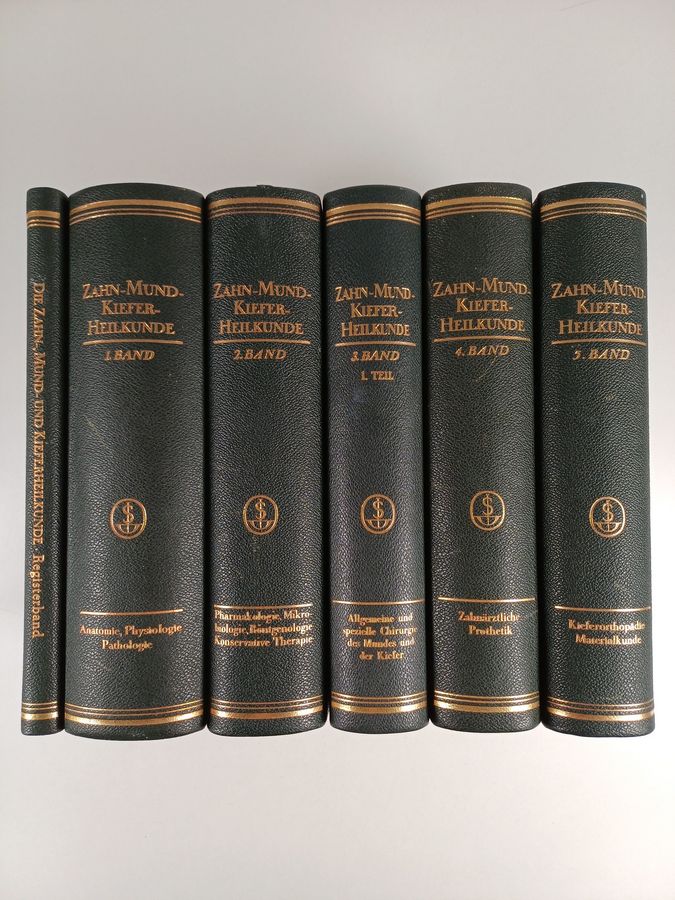 DIE ZAHN-, MUND- UND KIEFERHEILKUNDE · Registerband
ZAHN-MUND-
KIEFER-
HEILKUNDE
1. BAND
Anatomie, Physiologie
Pathologie
ZAHN-MUND-
KIEFER-
HEILKUNDE
2. BAND
Pharmakologie, Mikro-
biologie, Röntgenologie
Konservative Therapie
ZAHN-MUND-
KIEFER-
HEILKUNDE
3. BAND
1. TEIL
Allgemeine und
spezielle Chirurgie
des Mundes und
der Kiefer
ZAHN-MUND-
KIEFER-
HEILKUNDE
4. BAND
Zahnärztliche
Prothetik
ZAHN-MUND-
KIEFER-
HEILKUNDE
5. BAND
Kieferorthopädie
Materialkunde